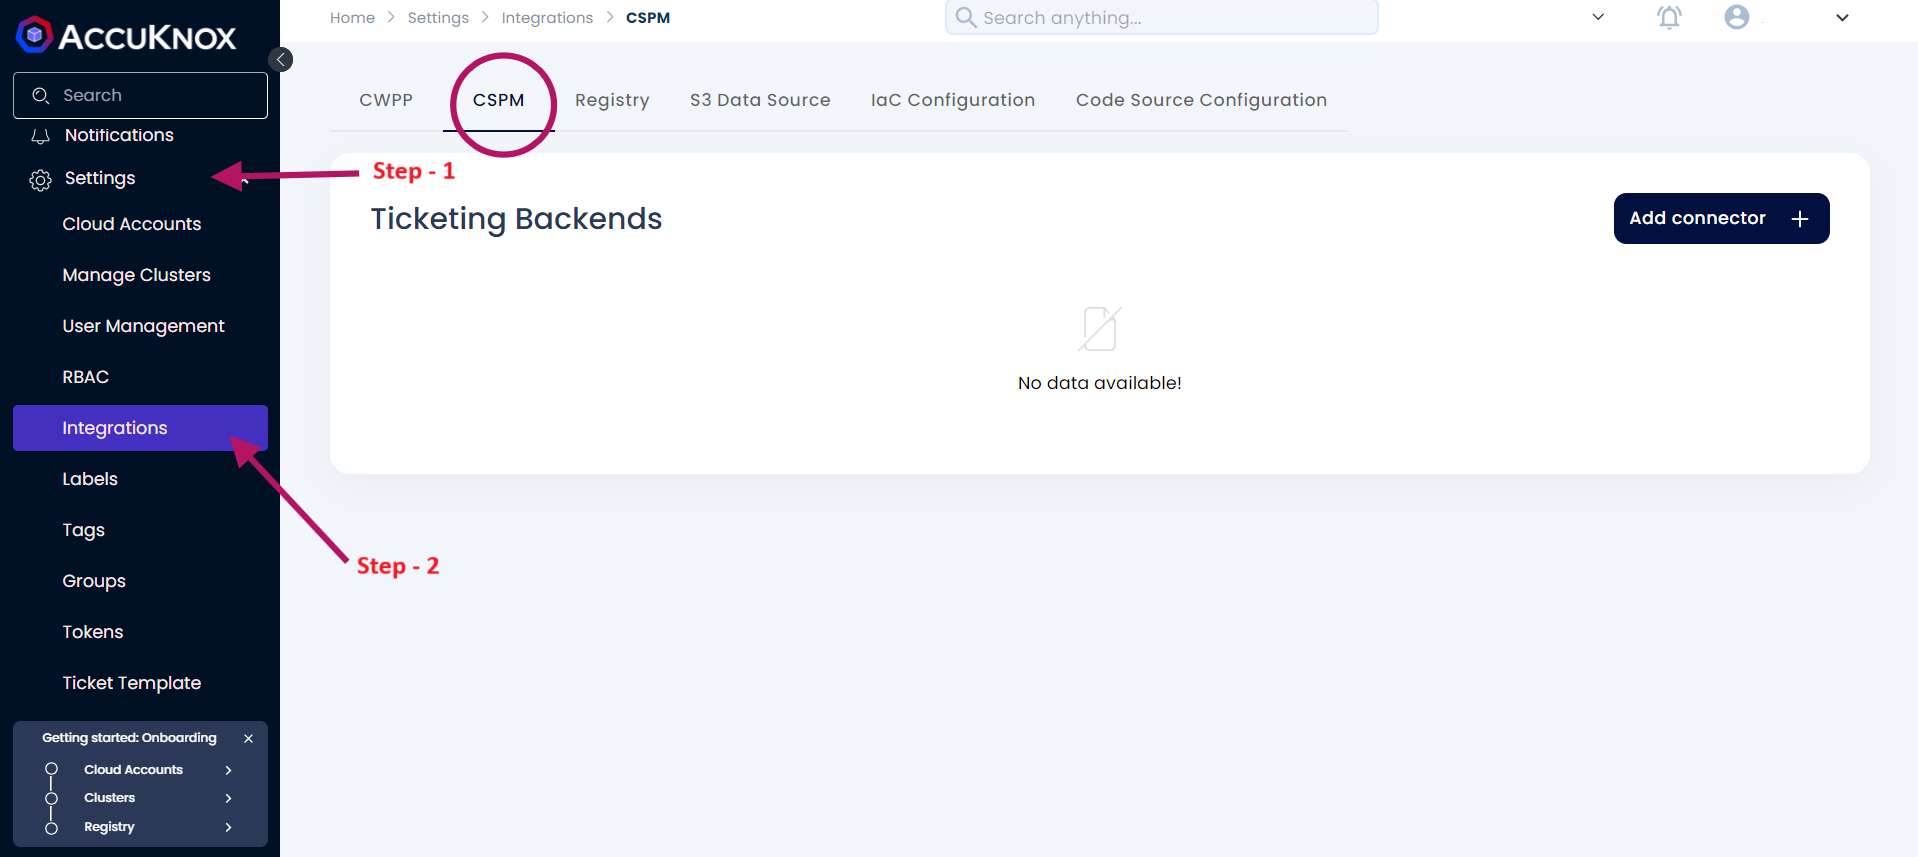 ACCUKNOX
Home > Settings > Integrations > CSPM
Search anything...
Search
Notifications
Settings
Cloud Accounts
Manage Clusters
User Management
RBAC
Integrations
Labels
Tags
Groups
Tokens
Ticket Template
Getting started: Onboarding
Cloud Accounts
Clusters
Registry
CWPP CSPM Registry S3 Data Source IaC Configuration Code Source Configuration
Step - 1
Ticketing Backends
Add connector +
No data available!
Step - 2